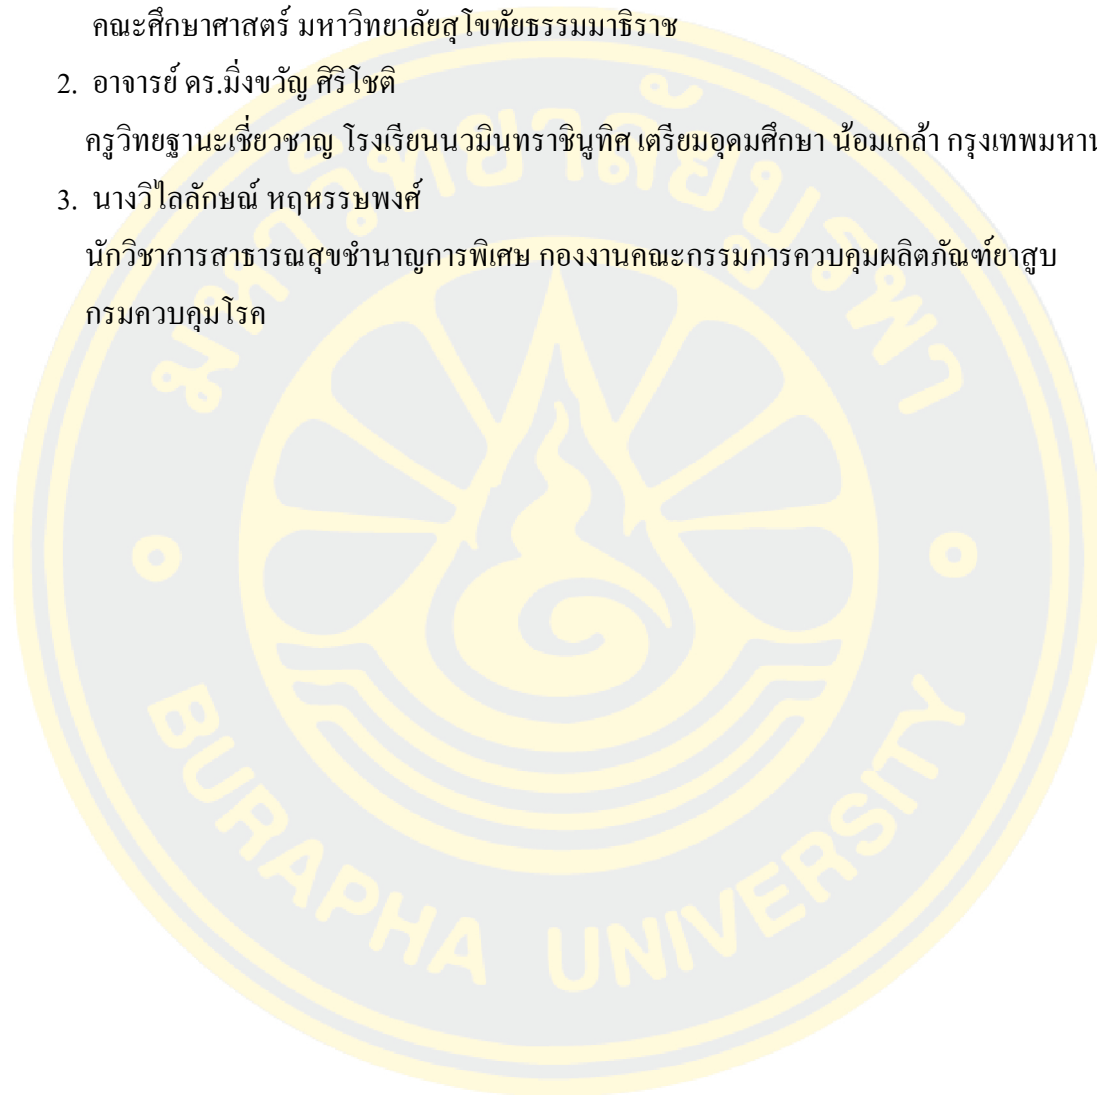 คณะศึกษาศาสตร์ มหาวิทยาลัยสุโขทัยธรรมมาธิราช
2. อาจารย์ ดร.มิ่งขวัญ ศิริโชติ
ครูวิทยฐานะเชี่ยวชาญ โรงเรียนนวมินทราชินูทิศ เตรียมอุดมศึกษา น้อมเกล้า
3. นางวิไลลักษณ์ หฤหรรษพงศ์
นักวิชาการสาธารณสุขชำนาญการพิเศษ กองงานคณะกรรมการควบคุมผลิตภัณฑ์ยาสูบ
กรมควบคุมโรค
มหาวิทยาลัยบูรพา
BURAPHA UNIVERSITY